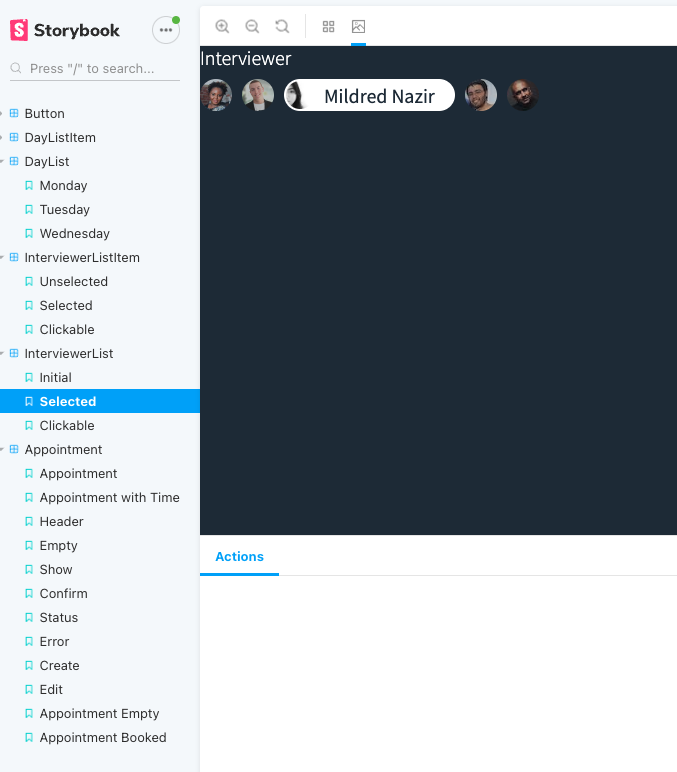 Storybook
Press "/" to search...
Button
DayListItem
DayList
Monday
Tuesday
Wednesday
InterviewerListItem
Unselected
Selected
Clickable
InterviewerList
Initial
Selected
Clickable
Appointment
Appointment
Appointment with Time
Header
Empty
Show
Confirm
Status
Error
Create
Edit
Appointment Empty
Appointment Booked
Interviewer
Mildred Nazir
Actions